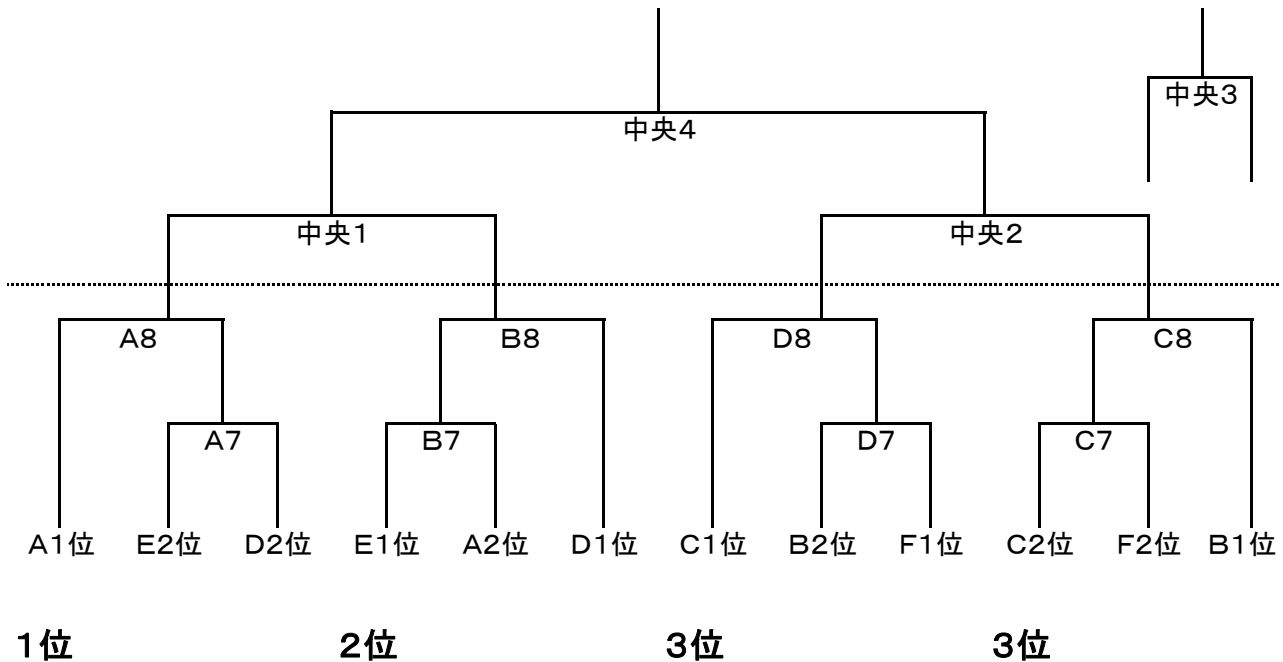 中央3
中央4
中央1 中央2
A8 B8 D8 C8
A7 B7 D7 C7
A1位 E2位 D2位 E1位 A2位 D1位 C1位 B2位 F1位 C2位 F2位 B1位
1位 2位 3位 3位